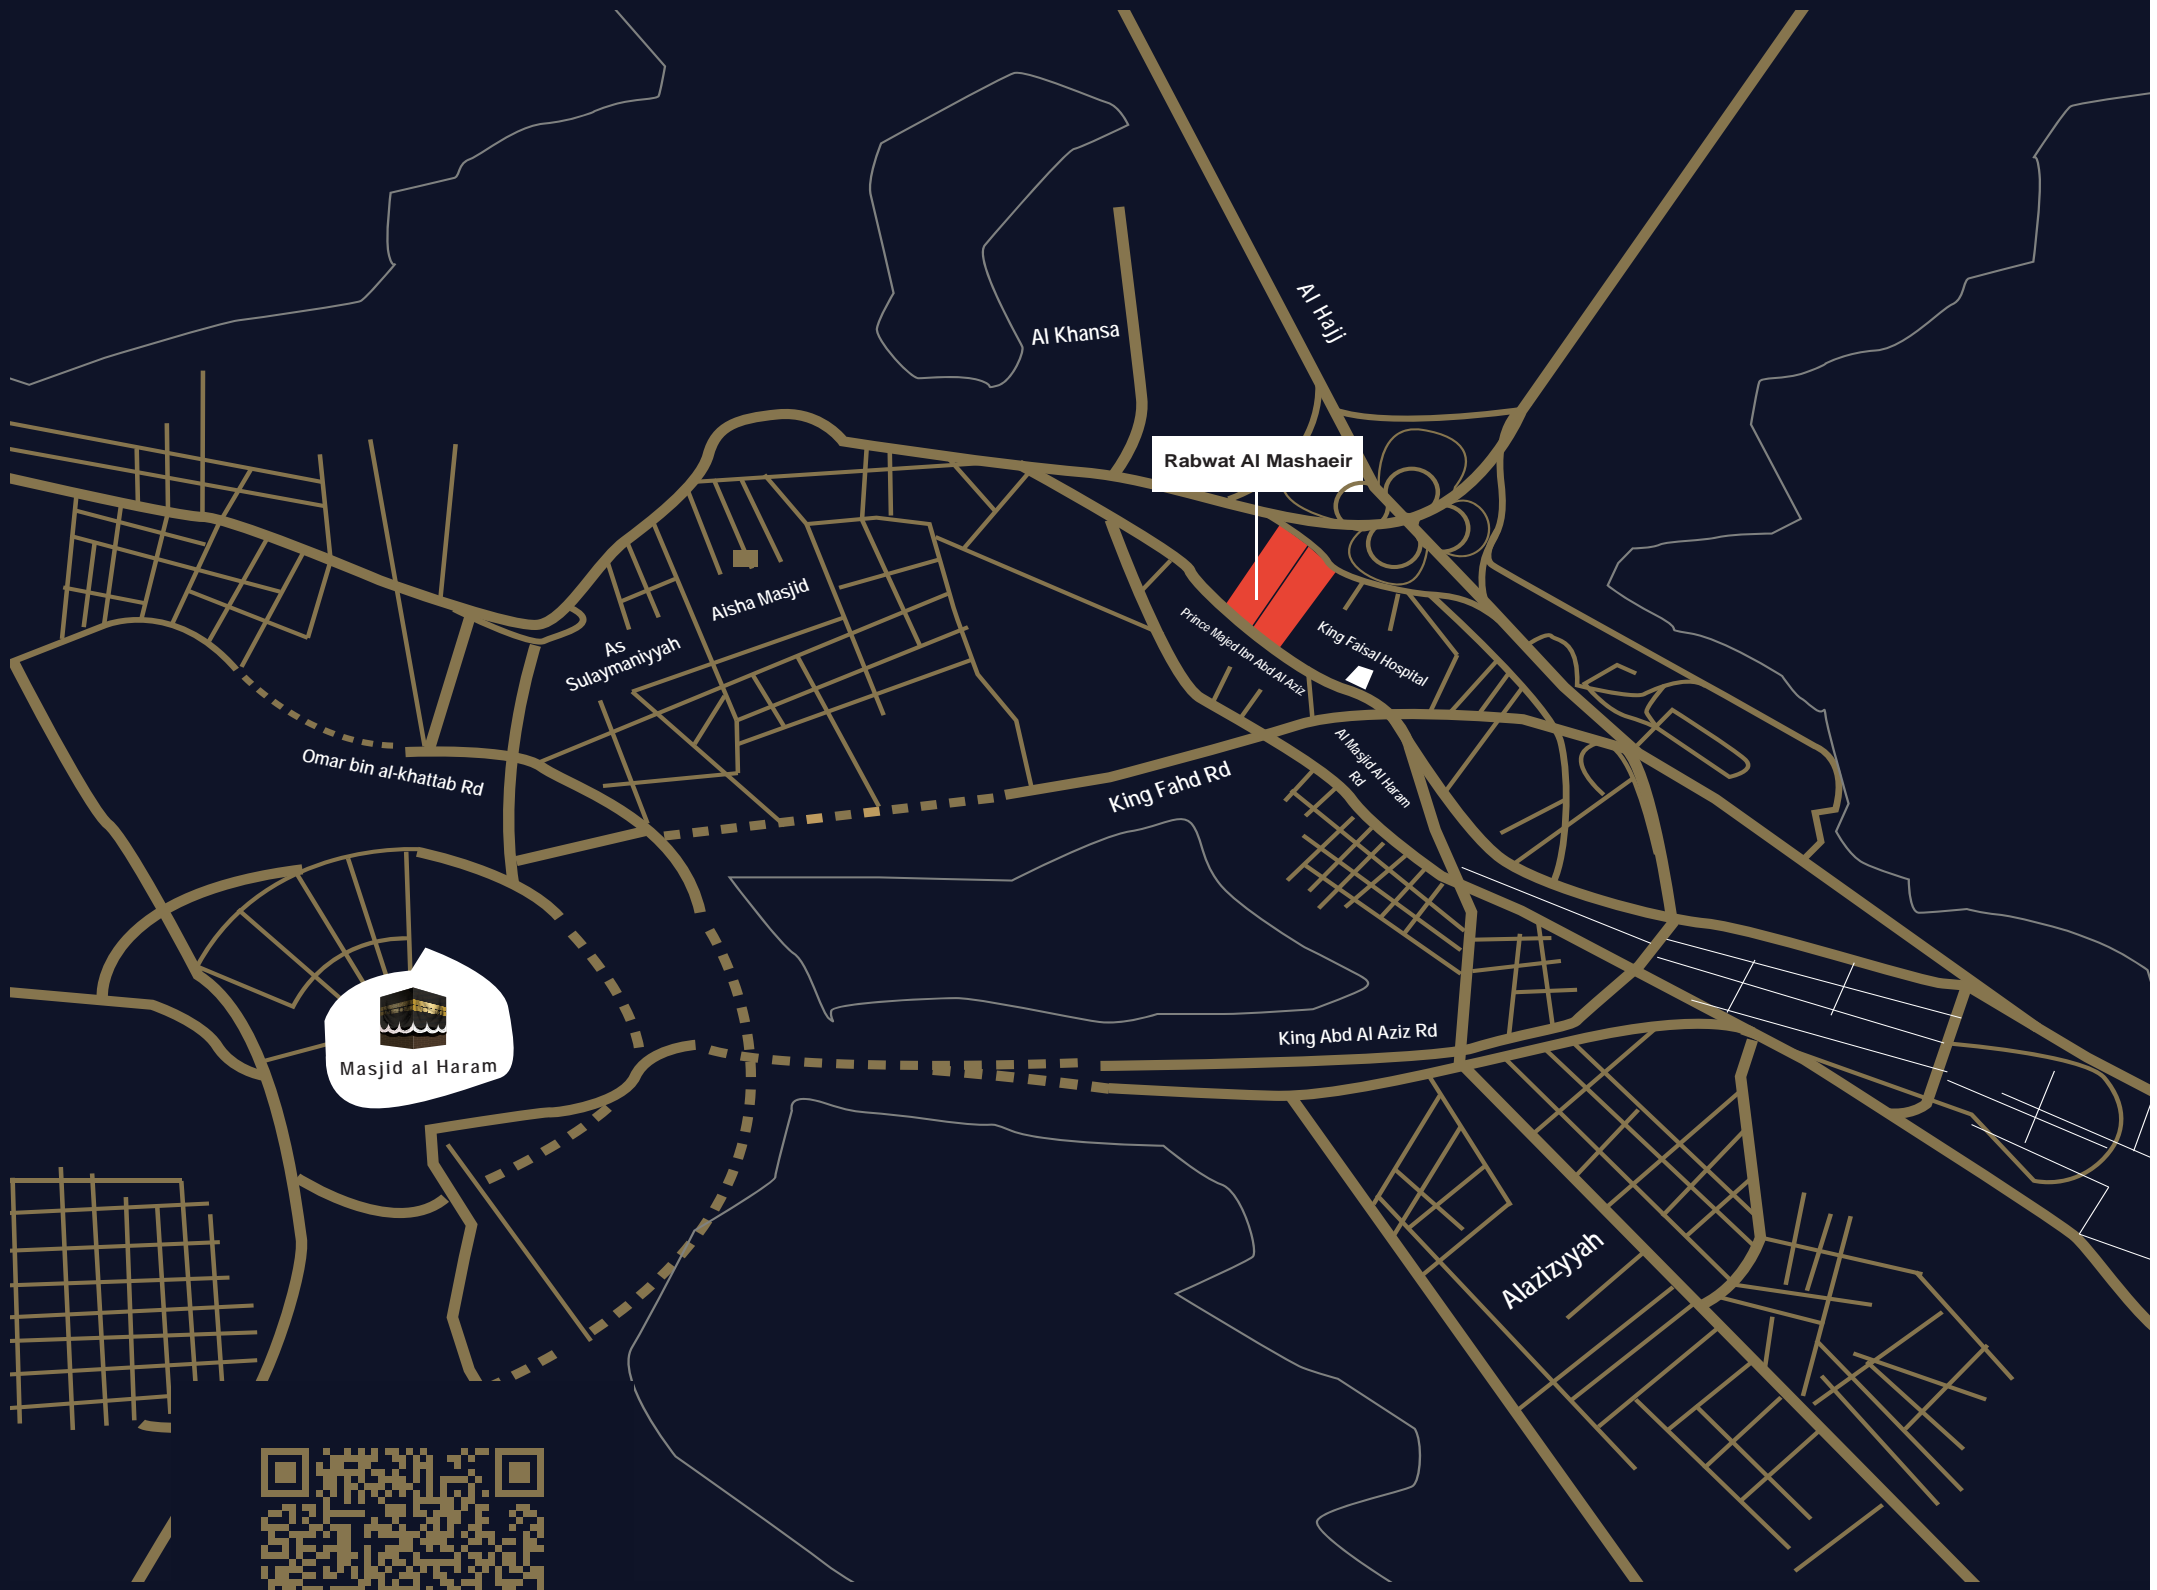 Al Hajj
Al Khansa
Rabwat Al Mashaeir
Aisha Masjid
As
Sulaymaniyyah
Prince Majed Ibn Abd Al Aziz
King Faisal Hospital
Omar bin al-khattab Rd
King Fahd Rd
Al Masjid Al Haram
Rd
King Abd Al Aziz Rd
Masjid al Haram
Alazizyyah